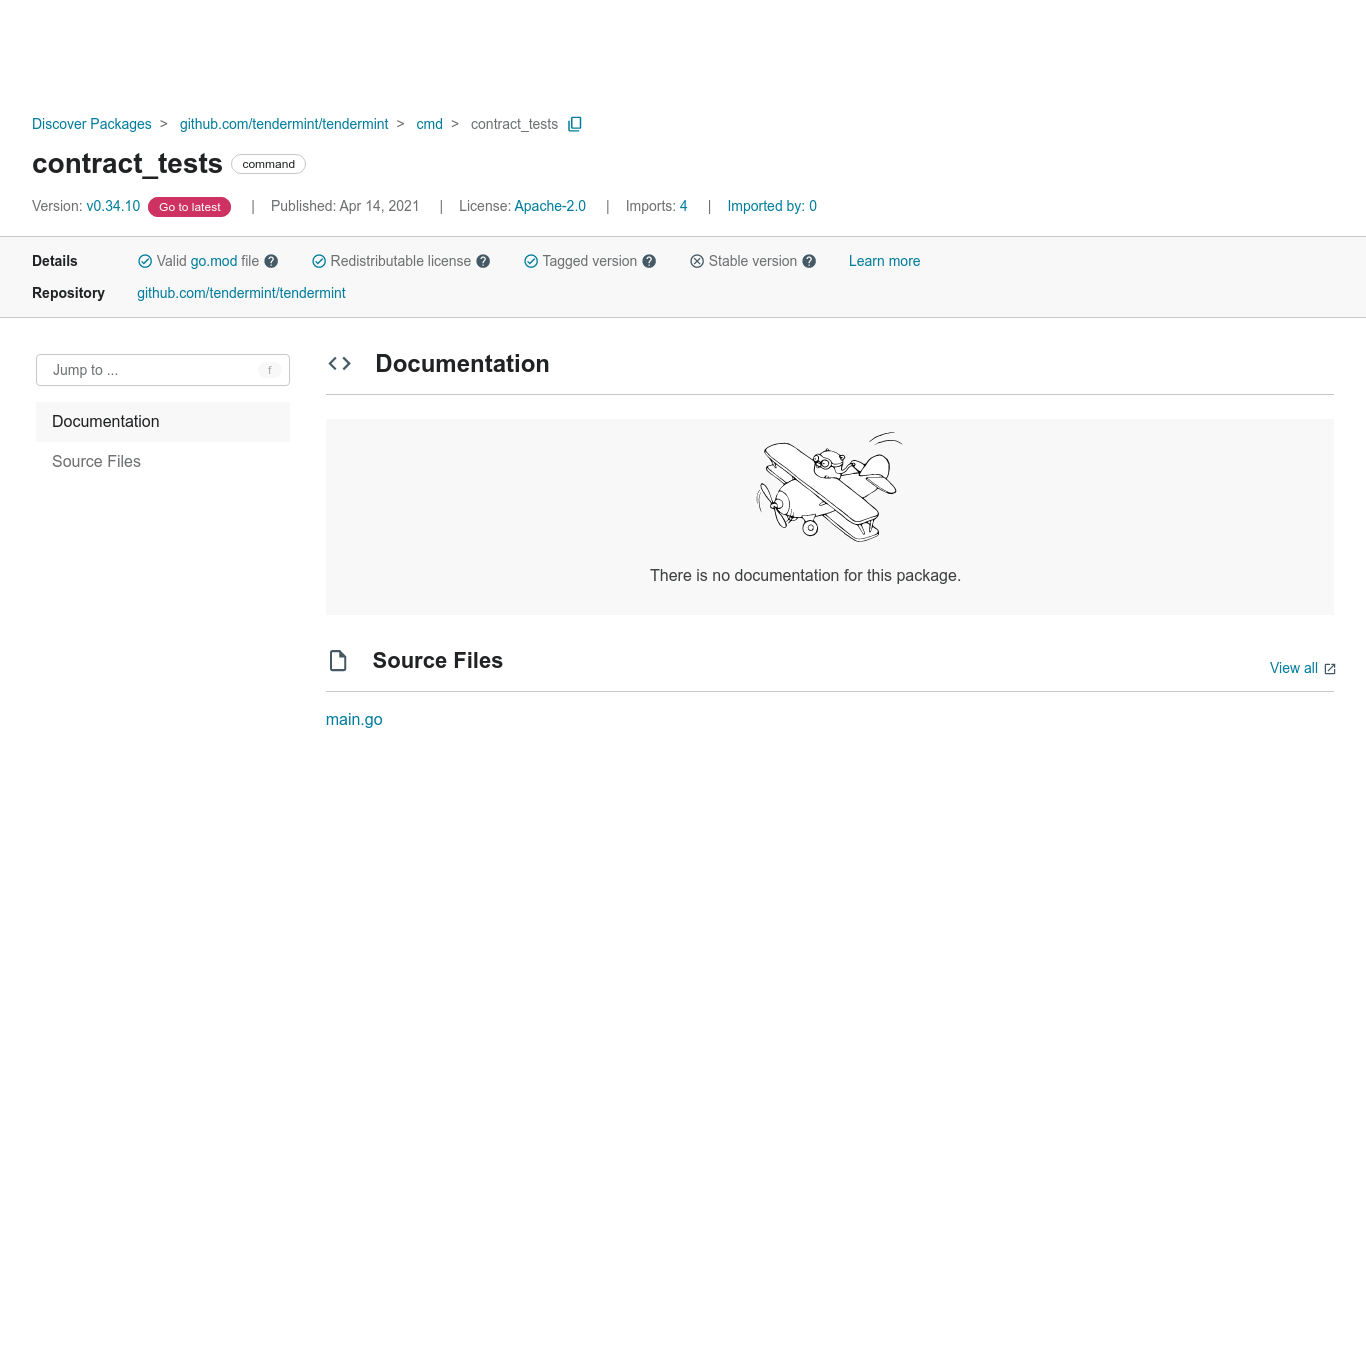 Discover Packages > github.com/tendermint/tendermint > cmd > contract_tests
contract_tests command
Version: v0.34.10 Go to latest | Published: Apr 14, 2021 | License: Apache-2.0 | Imports: 4 | Imported by: 0
Details Valid go.mod file ? Redistributable license ? Tagged version ? Stable version ? Learn more
Repository github.com/tendermint/tendermint
Jump to ... f
Documentation
Source Files
Documentation
There is no documentation for this package.
Source Files
View all
main.go